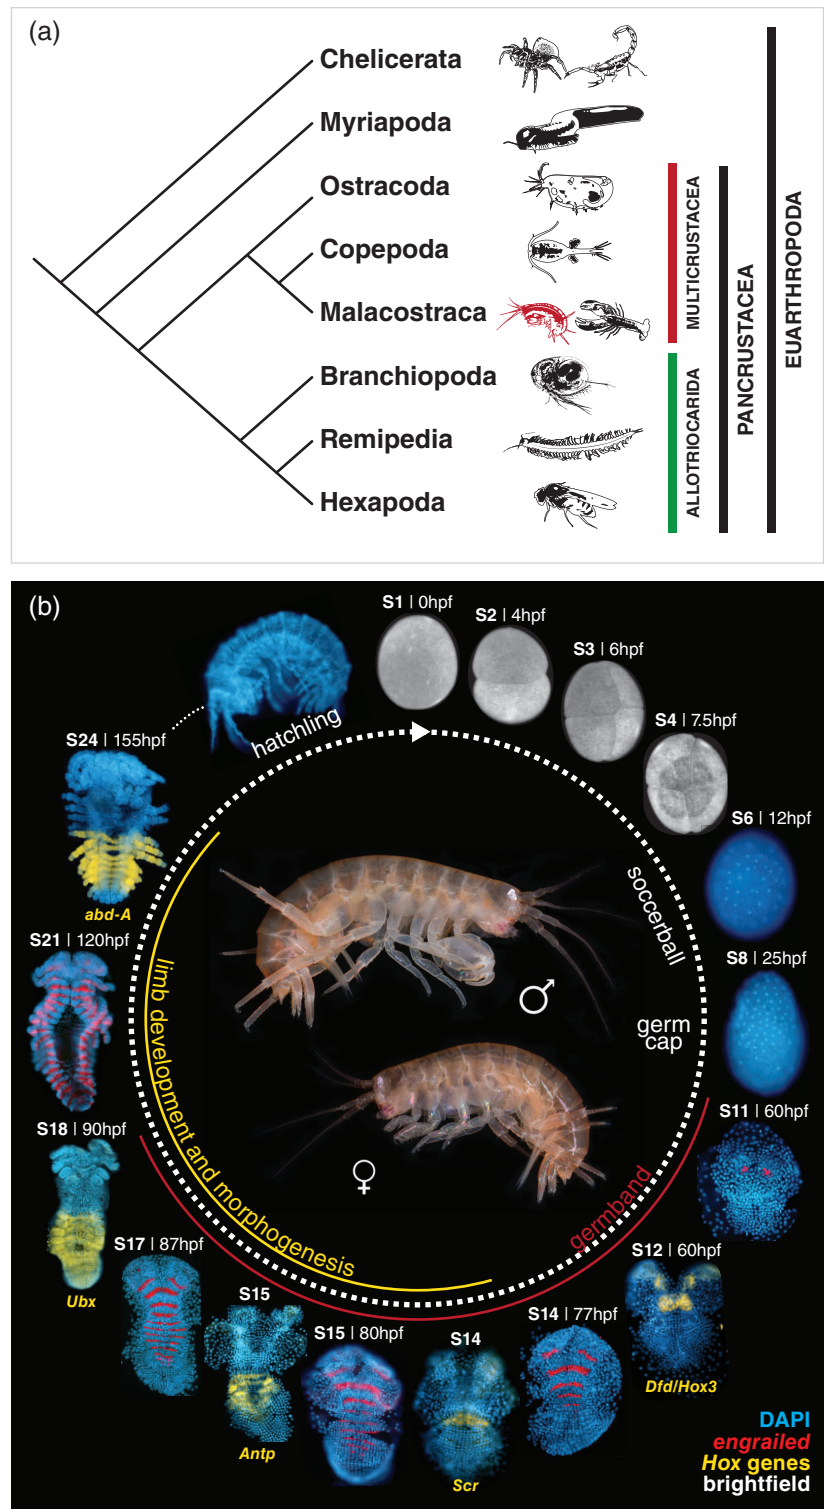 (a)
Chelicerata
Myriapoda
Ostracoda
Copepoda
Malacostraca
Branchiopoda
Remipedia
Hexapoda
MULTICRUSTACEA
ALLOTRIOCARIDA
PANCRUSTACEA
EUARTHROPODA
(b)
S1 | 0hpf
S2 | 4hpf
S3 | 6hpf
S4 | 7.5hpf
S6 | 12hpf
S8 | 25hpf
S11 | 60hpf
S12 | 60hpf
Dfd/Hox3
S14 | 77hpf
S14
Scr
S15 | 80hpf
S15
Antp
S17 | 87hpf
S18 | 90hpf
Ubx
S21 | 120hpf
S24 | 155hpf
abd-A
hatchling
soccerball
germ
cap
germband
limb development and morphogenesis
♂
♀
DAPI
engrailed
Hox genes
brightfield